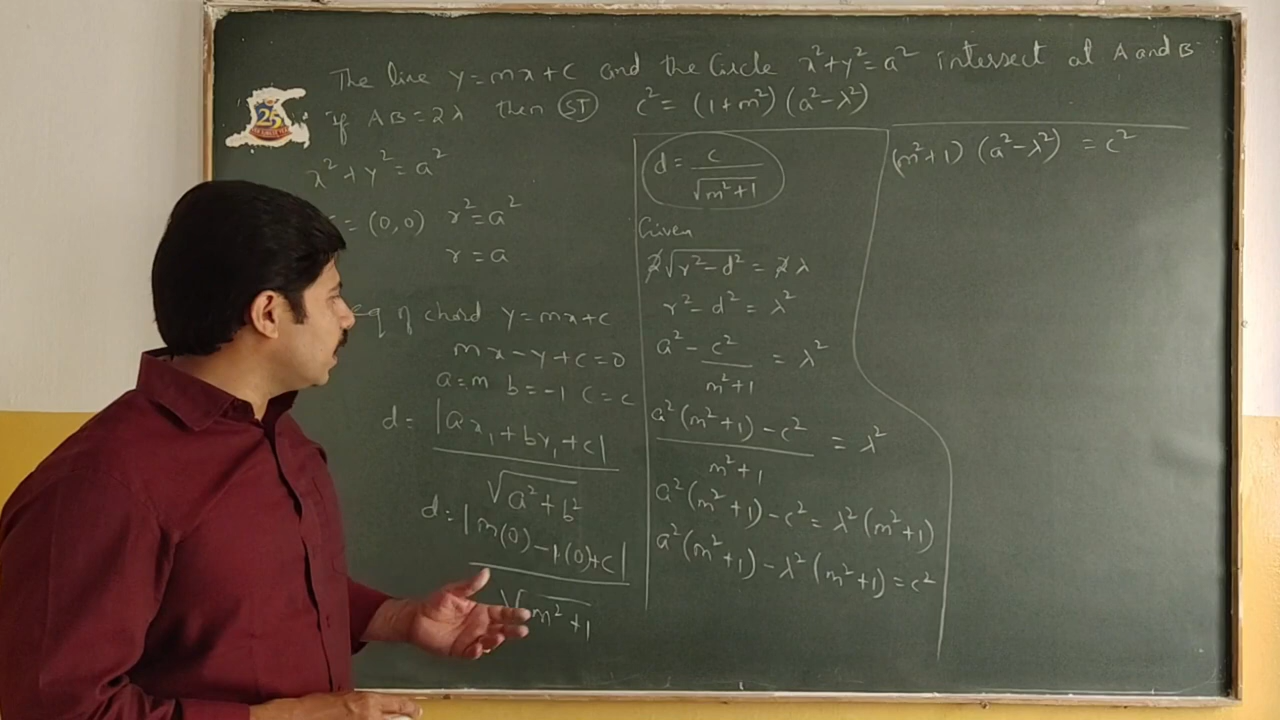 The line y=mx+c and the Circle x²+y²=a² intersect at A and B
If AB=2λ then ST c²=(1+m²)(a²-λ²)
x²+y²=a²
= (0,0) r²=a²
r=a
eq of chord y=mx+c
mx-y+c=0
a=m b=-1 c=c
d= |ax₁+by₁+c|
√a²+b²
d= |m(0)-1(0)+c|
√m²+1
d= c
√m²+1
Given
2√r²-d² = 2λ
r²-d²=λ²
a²- c²/m²+1 =λ²
a²(m²+1)-c² =λ²
m²+1
a²(m²+1)-c²=λ²(m²+1)
a²(m²+1)-λ²(m²+1)=c²
(m²+1)(a²-λ²) =c²
25